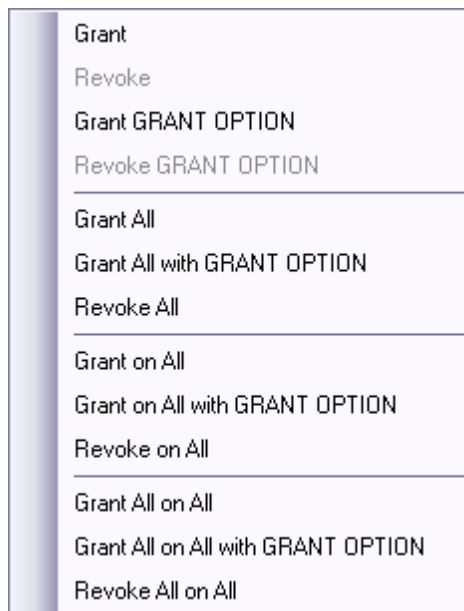 Grant
Revoke
Grant GRANT OPTION
Revoke GRANT OPTION
Grant All
Grant All with GRANT OPTION
Revoke All
Grant on All
Grant on All with GRANT OPTION
Revoke on All
Grant All on All
Grant All on All with GRANT OPTION
Revoke All on All